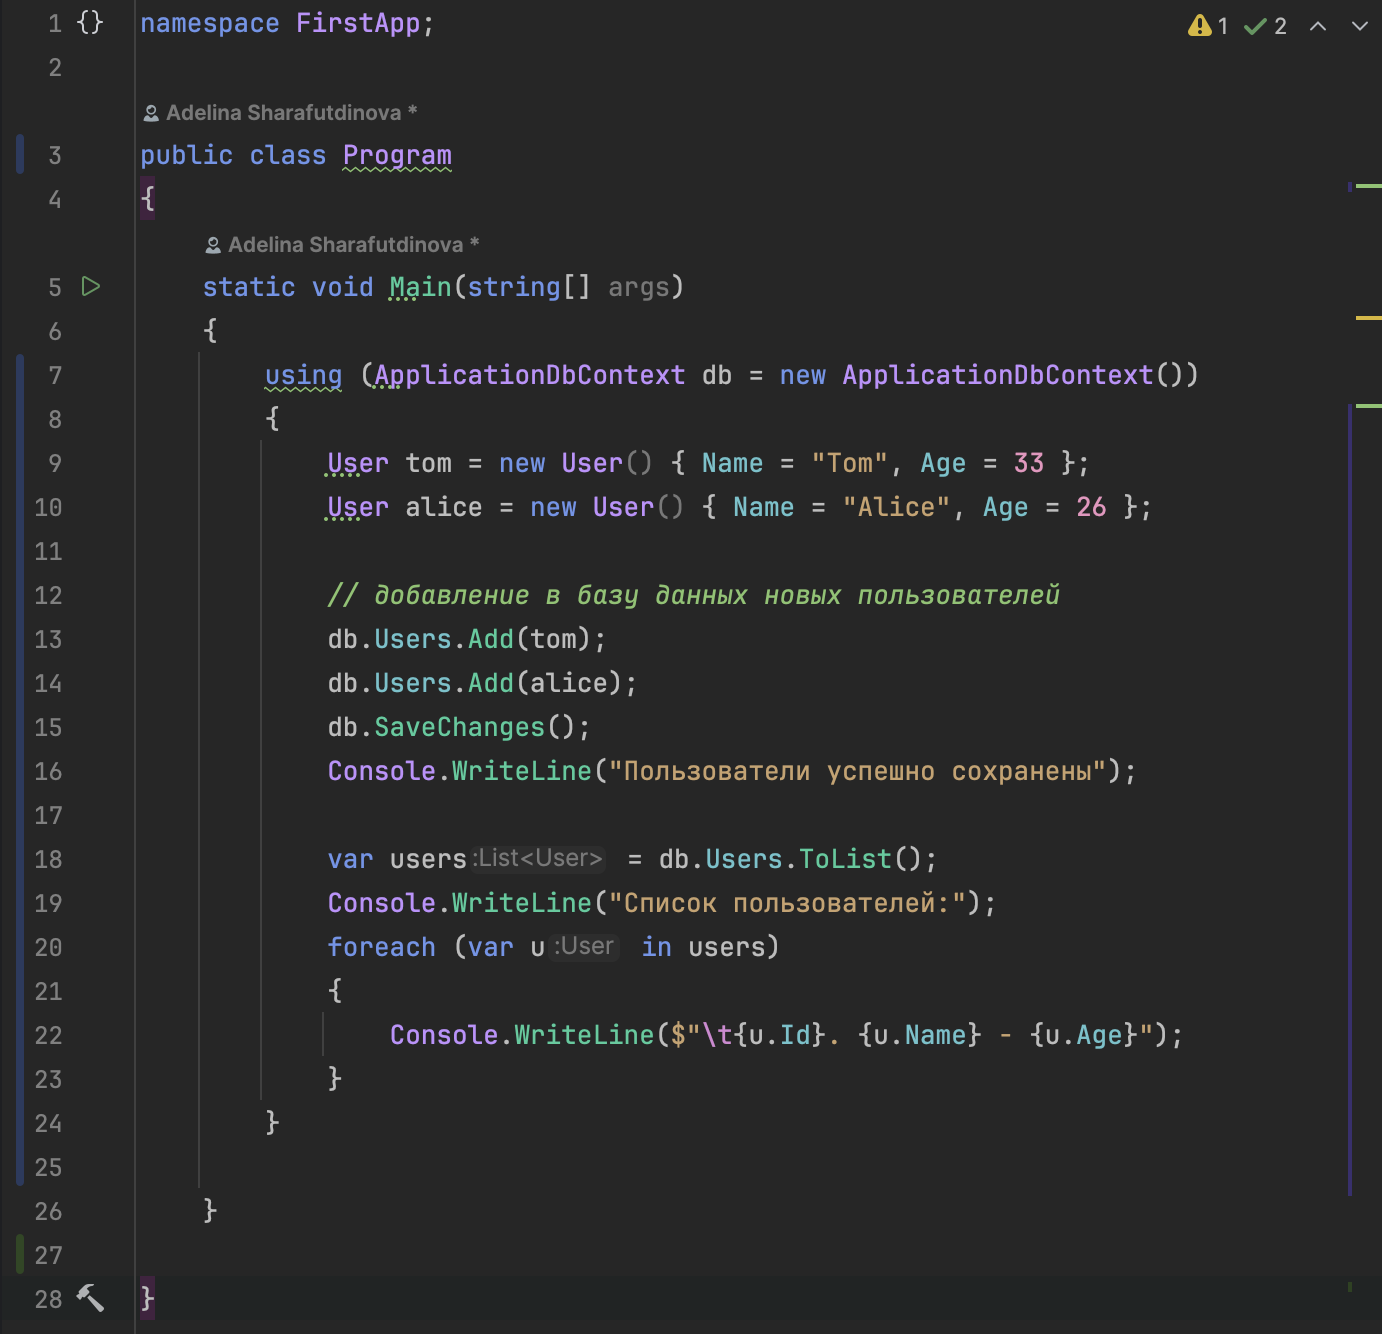 1 {} namespace FirstApp;
⚠ 1 ✓ 2
2
Adelina Sharafutdinova *
3 public class Program
4 {
Adelina Sharafutdinova *
5 static void Main(string[] args)
6 {
7 using (ApplicationDbContext db = new ApplicationDbContext())
8 {
9 User tom = new User() { Name = "Tom", Age = 33 };
10 User alice = new User() { Name = "Alice", Age = 26 };
11
12 // добавление в базу данных новых пользователей
13 db.Users.Add(tom);
14 db.Users.Add(alice);
15 db.SaveChanges();
16 Console.WriteLine("Пользователи успешно сохранены");
17
18 var users :List<User> = db.Users.ToList();
19 Console.WriteLine("Список пользователей:");
20 foreach (var u :User in users)
21 {
22 Console.WriteLine($"\t{u.Id}. {u.Name} - {u.Age}");
23 }
24 }
25
26 }
27
28 }